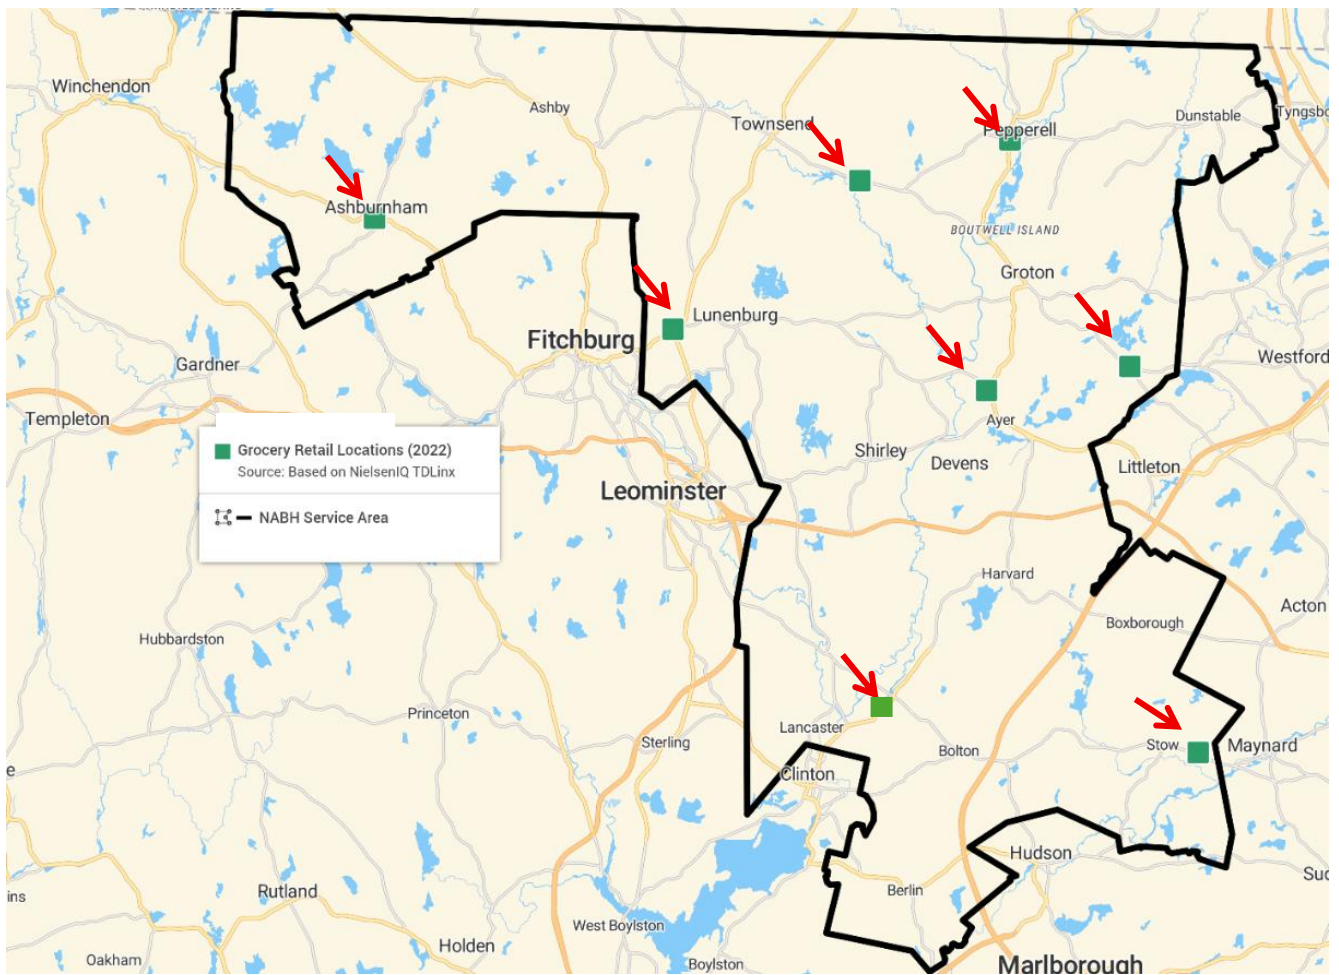 Winchendon
Ashby
Townsend
Pepperell
Dunstable
Tyngsbo
Ashburnham
BOUTWELL ISLAND
Groton
Lunenburg
Fitchburg
Westford
Gardner
Templeton
Ayer
Shirley
Devens
Littleton
Grocery Retail Locations (2022)
Source: Based on NielsenIQ TDLinx
NABH Service Area
Leominster
Harvard
Acton
Boxborough
Hubbardston
Princeton
Lancaster
Sterling
Bolton
Stow
Maynard
e
Clinton
Hudson
Suc
ins
Rutland
Berlin
West Boylston
Holden
Oakham
Boylston
Marlborough